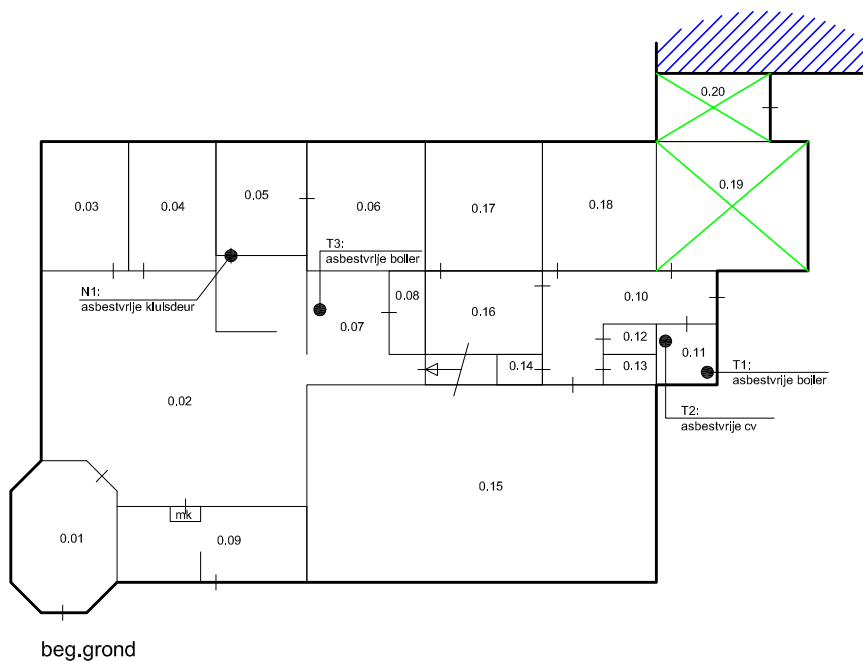 0.20
0.19
0.03
0.04
0.05
0.06
0.17
0.18
T3:
asbestvrije boiler
N1:
asbestvrije kluisdeur
0.08
0.07
0.16
0.10
0.12
0.11
0.14
0.13
T1:
asbestvrije boiler
T2:
asbestvrije cv
0.02
0.15
mk
0.01
0.09
beg.grond